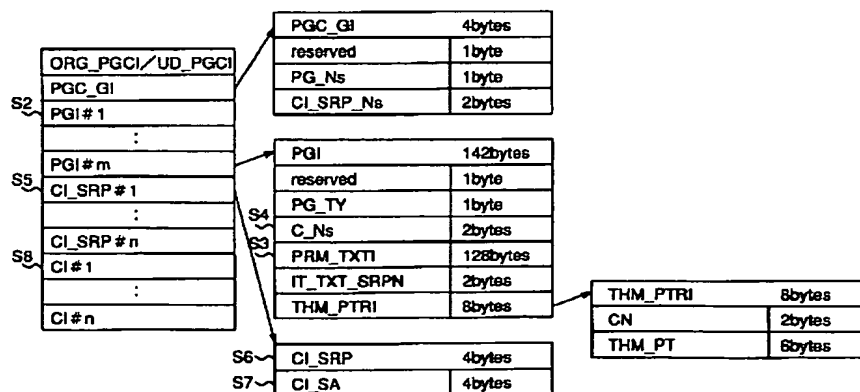 ORG_PGCI/UD_PGCI
PGC_GI
S2 PGI#1
:
PGI#m
S5 CI_SRP#1
:
CI_SRP#n
S8 CI#1
:
CI#n
PGC_GI 4bytes
reserved 1byte
PG_Ns 1byte
CI_SRP_Ns 2bytes
PGI 142bytes
reserved 1byte
PG_TY 1byte
S4 C_Ns 2bytes
S3 PRM_TXTI 128bytes
IT_TXT_SRPN 2bytes
THM_PTRI 8bytes
THM_PTRI 8bytes
CN 2bytes
THM_PT 6bytes
S6 CI_SRP 4bytes
S7 CI_SA 4bytes